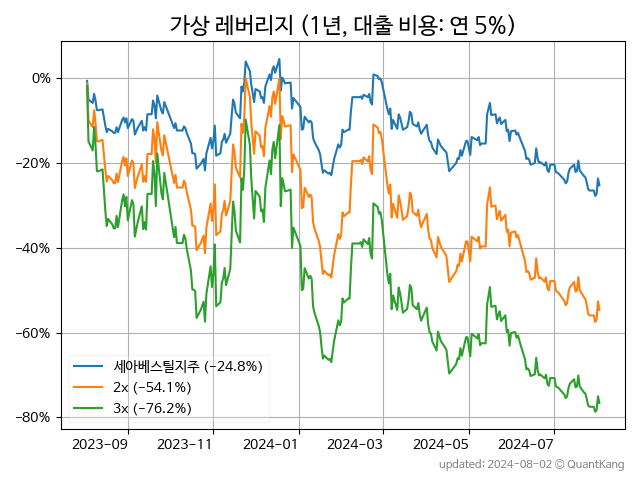 가상 레버리지 (1년, 대출 비용: 연 5%)
0%
−20%
−40%
−60%
−80%
세아베스틸지주 (−24.8%)
2x (−54.1%)
3x (−76.2%)
2023-09 2023-11 2024-01 2024-03 2024-05 2024-07
updated: 2024-08-02 © QuantKang